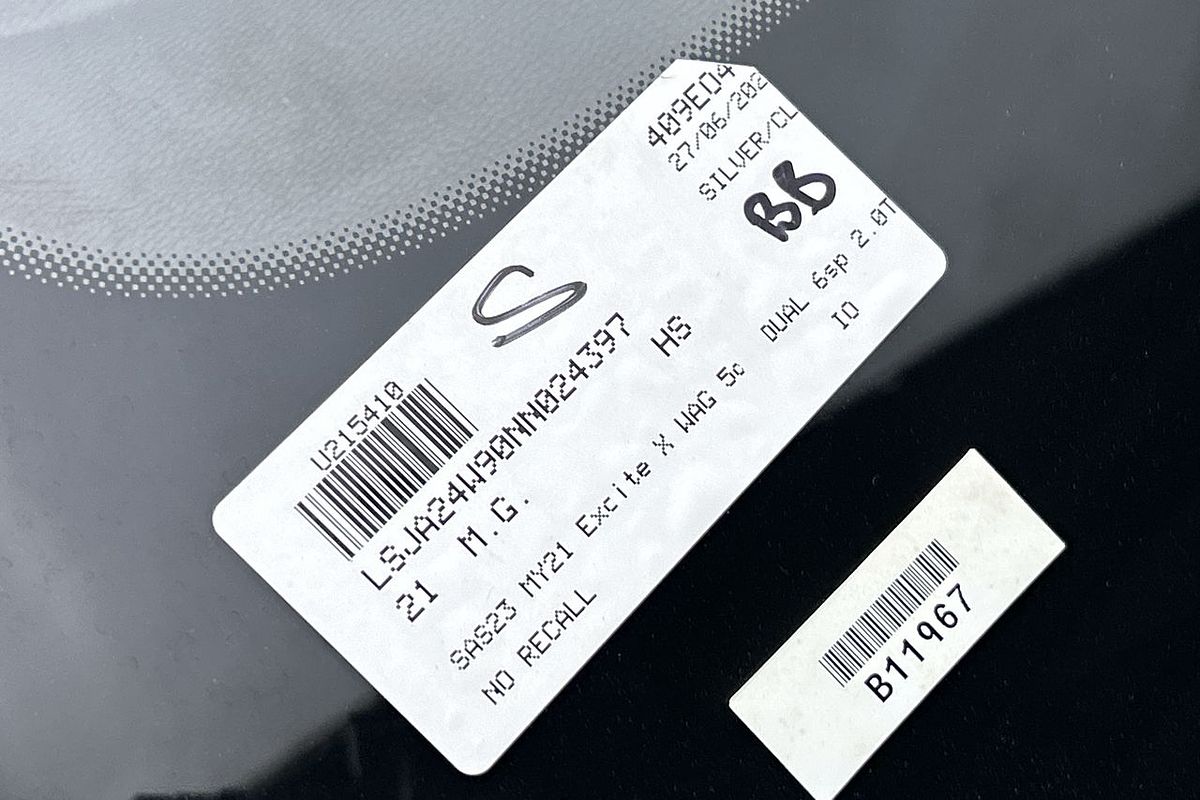 409ED4
27/06/202
SILVER/CL
BB
S
U215410
LSJA24W90NN024397
21 M.G. HS
SAS23 MY21 Excite X WAG 5c DUAL 6sp 2.0T
NO RECALL IO
B11967